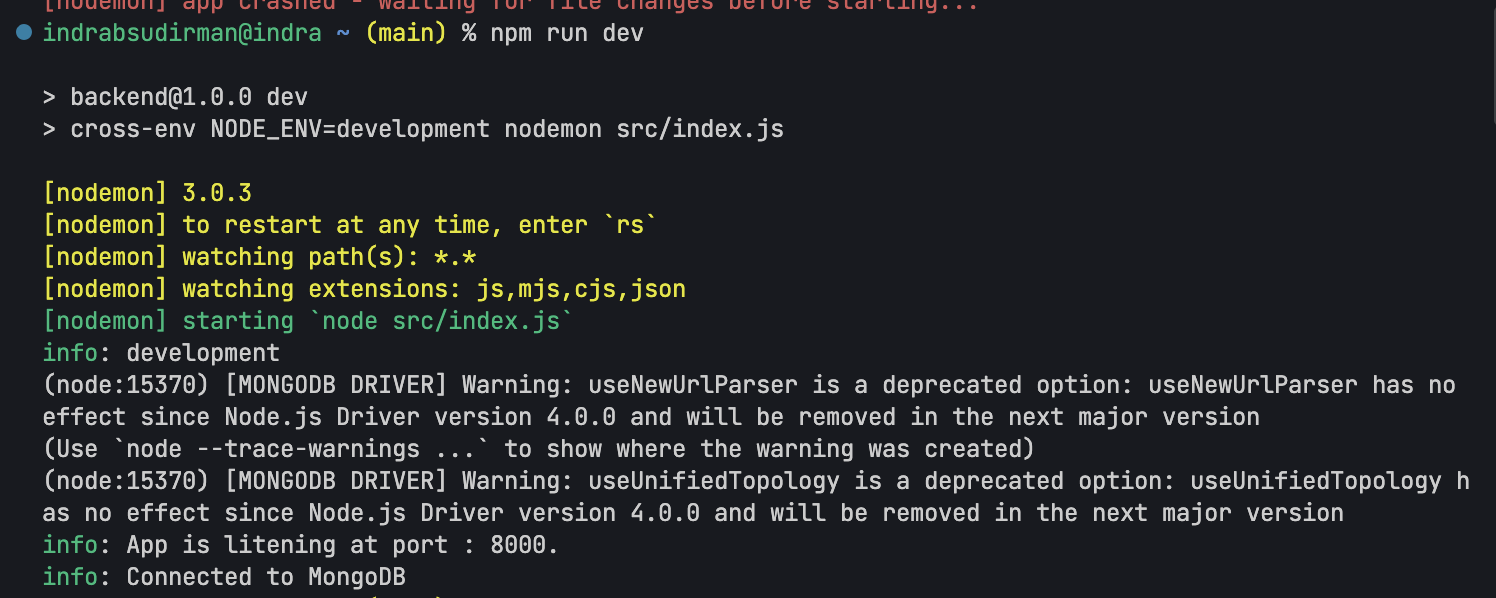 [nodemon] app crashed - waiting for file changes before starting...
indrabsudirman@indra ~ (main) % npm run dev
> backend@1.0.0 dev
> cross-env NODE_ENV=development nodemon src/index.js
[nodemon] 3.0.3
[nodemon] to restart at any time, enter `rs`
[nodemon] watching path(s): *.*
[nodemon] watching extensions: js,mjs,cjs,json
[nodemon] starting `node src/index.js`
info: development
(node:15370) [MONGODB DRIVER] Warning: useNewUrlParser is a deprecated option: useNewUrlParser has no
effect since Node.js Driver version 4.0.0 and will be removed in the next major version
(Use `node --trace-warnings ...` to show where the warning was created)
(node:15370) [MONGODB DRIVER] Warning: useUnifiedTopology is a deprecated option: useUnifiedTopology h
as no effect since Node.js Driver version 4.0.0 and will be removed in the next major version
info: App is litening at port : 8000.
info: Connected to MongoDB